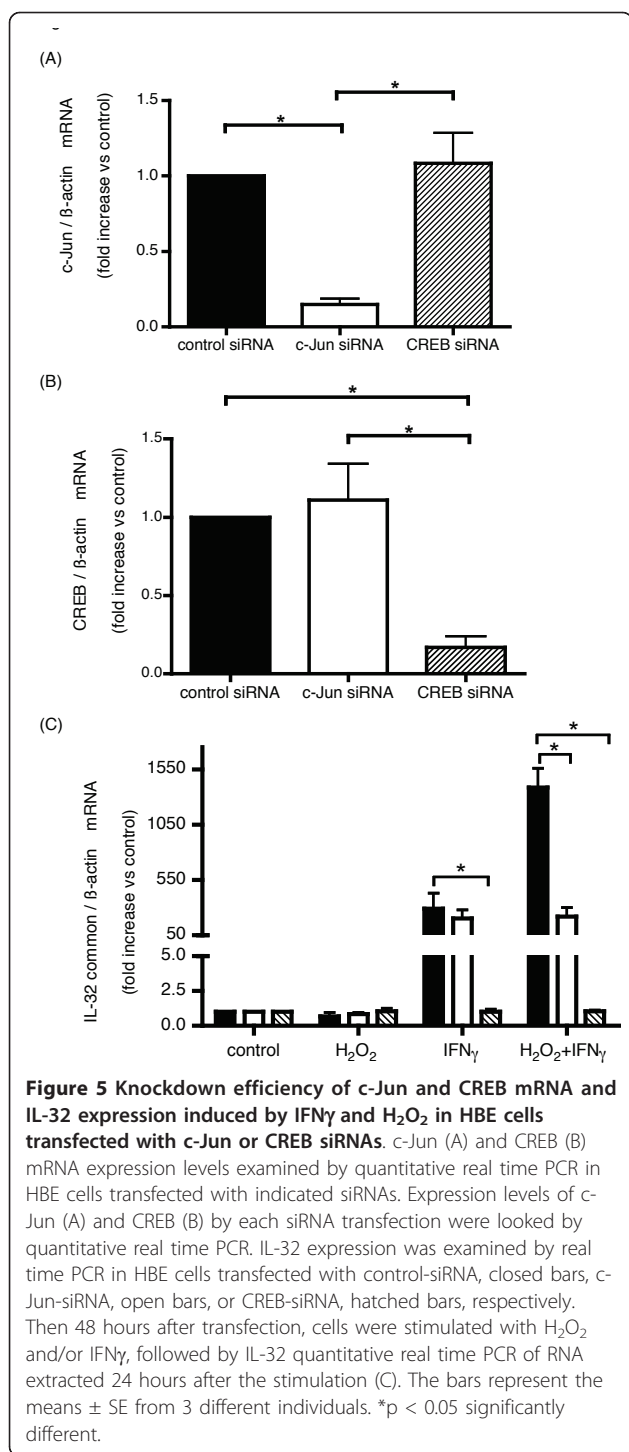 (A)
c-Jun / ß-actin mRNA
(fold increase vs control)
1.5
1.0
0.5
0.0
*
*
control siRNA c-Jun siRNA CREB siRNA
(B)
CREB / ß-actin mRNA
(fold increase vs control)
1.5
1.0
0.5
0.0
*
*
control siRNA c-Jun siRNA CREB siRNA
(C)
IL-32 common / ß-actin mRNA
(fold increase vs control)
1550
1050
550
50
5.0
2.5
0.0
*
*
*
control H₂O₂ IFNγ H₂O₂+IFNγ
Figure 5 Knockdown efficiency of c-Jun and CREB mRNA and
IL-32 expression induced by IFNγ and H₂O₂ in HBE cells
transfected with c-Jun or CREB siRNAs. c-Jun (A) and CREB (B)
mRNA expression levels examined by quantitative real time PCR in
HBE cells transfected with indicated siRNAs. Expression levels of c-
Jun (A) and CREB (B) by each siRNA transfection were looked by
quantitative real time PCR. IL-32 expression was examined by real
time PCR in HBE cells transfected with control-siRNA, closed bars, c-
Jun-siRNA, open bars, or CREB-siRNA, hatched bars, respectively.
Then 48 hours after transfection, cells were stimulated with H₂O₂
and/or IFNγ, followed by IL-32 quantitative real time PCR of RNA
extracted 24 hours after the stimulation (C). The bars represent the
means ± SE from 3 different individuals. *p < 0.05 significantly
different.